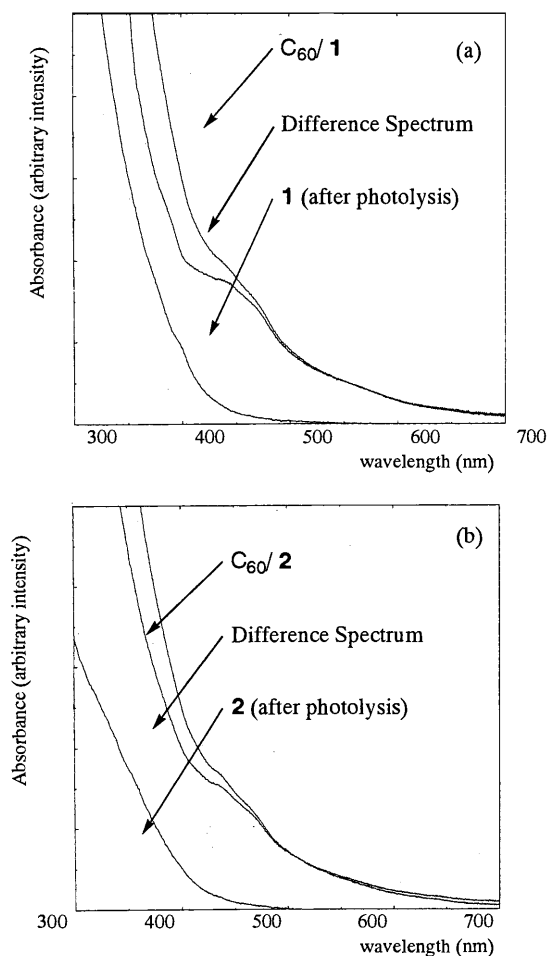 (a)
C60/ 1
Difference Spectrum
1 (after photolysis)
Absorbance (arbitrary intensity)
300 400 500 600 700
wavelength (nm)
(b)
C60/ 2
Difference Spectrum
2 (after photolysis)
Absorbance (arbitrary intensity)
300 400 500 600 700
wavelength (nm)